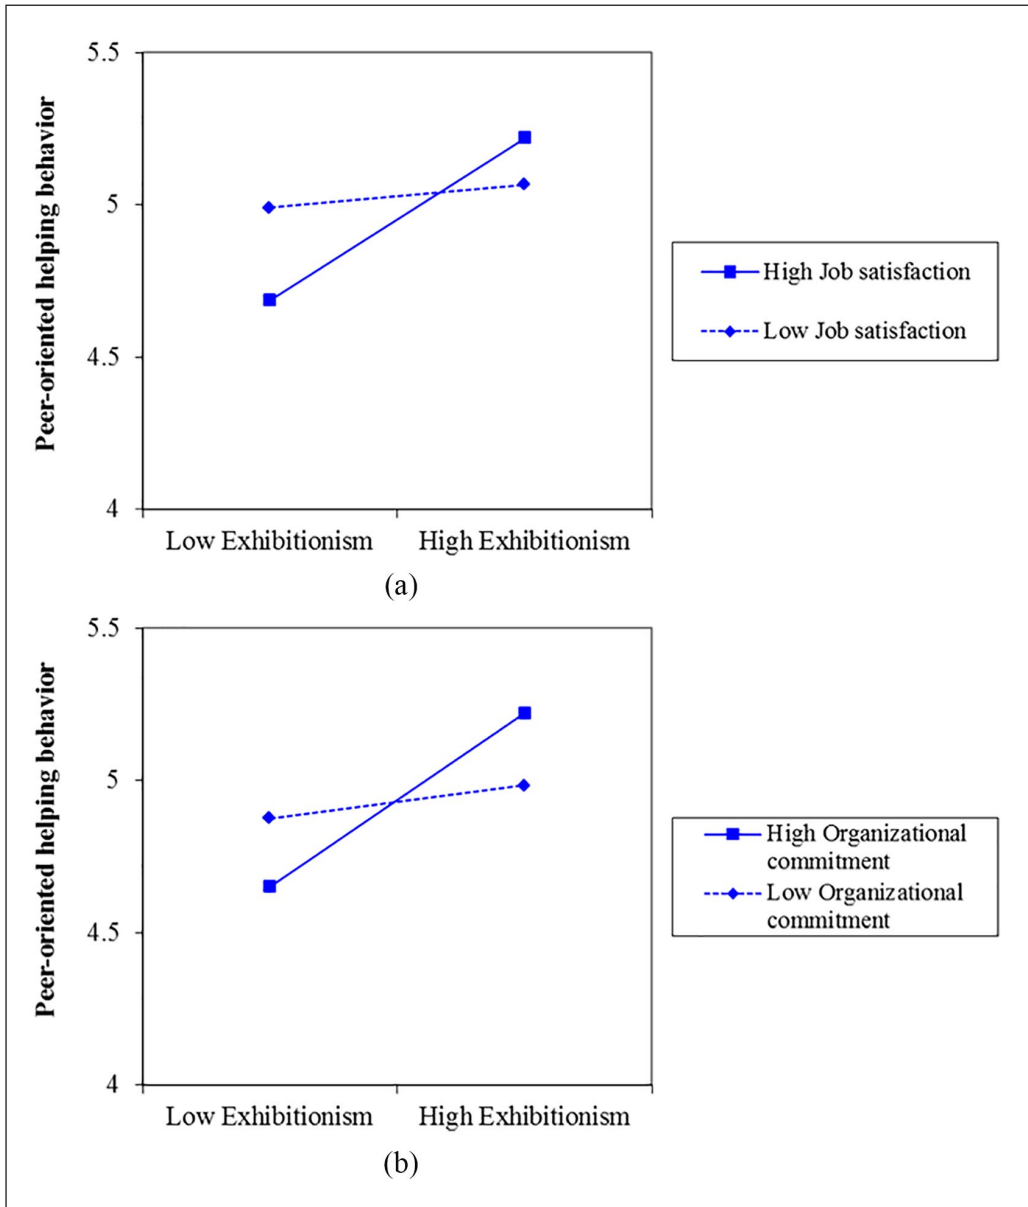 5.5
5
4.5
4
Peer-oriented helping behavior
Low Exhibitionism
High Exhibitionism
High Job satisfaction
Low Job satisfaction
(a)
5.5
5
4.5
4
Peer-oriented helping behavior
Low Exhibitionism
High Exhibitionism
High Organizational
commitment
Low Organizational
commitment
(b)